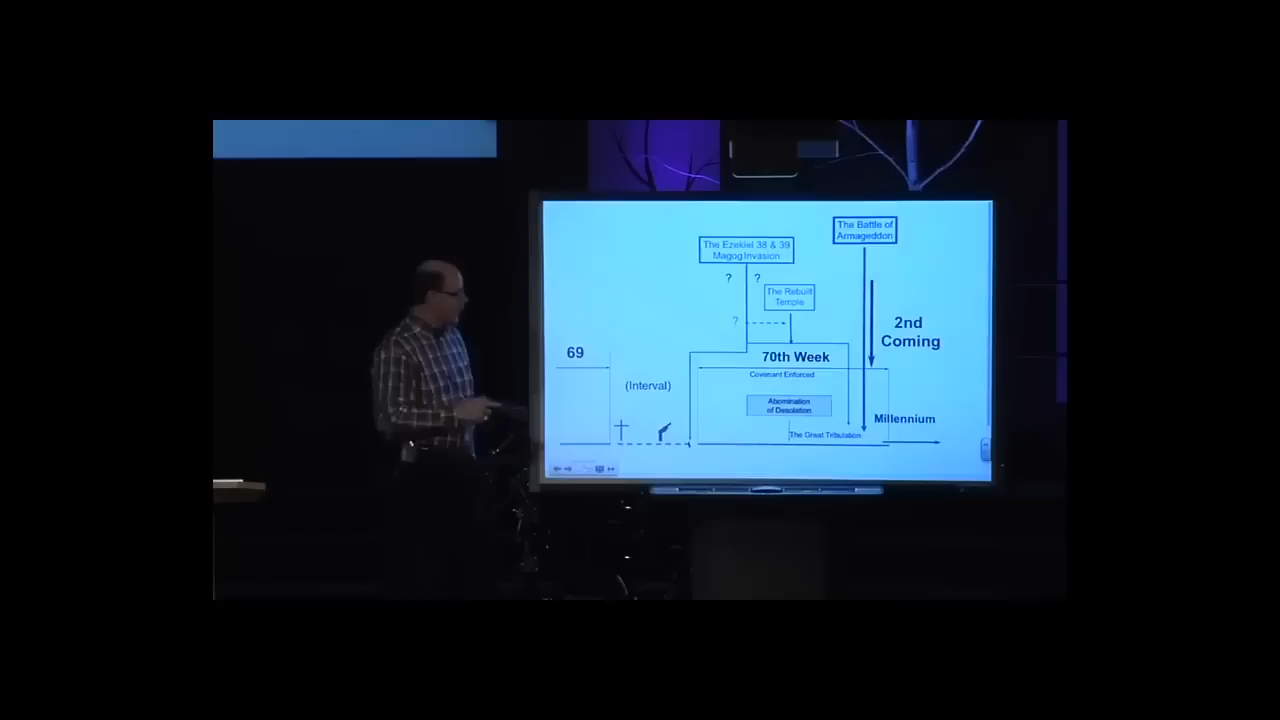 The Battle of
Armageddon
The Ezekiel 38 & 39
Magog Invasion
? ?
The Rebuilt
Temple
?
2nd
Coming
69
70th Week
Covenant Enforced
(Interval)
Abomination
of Desolation
Millennium
The Great Tribulation